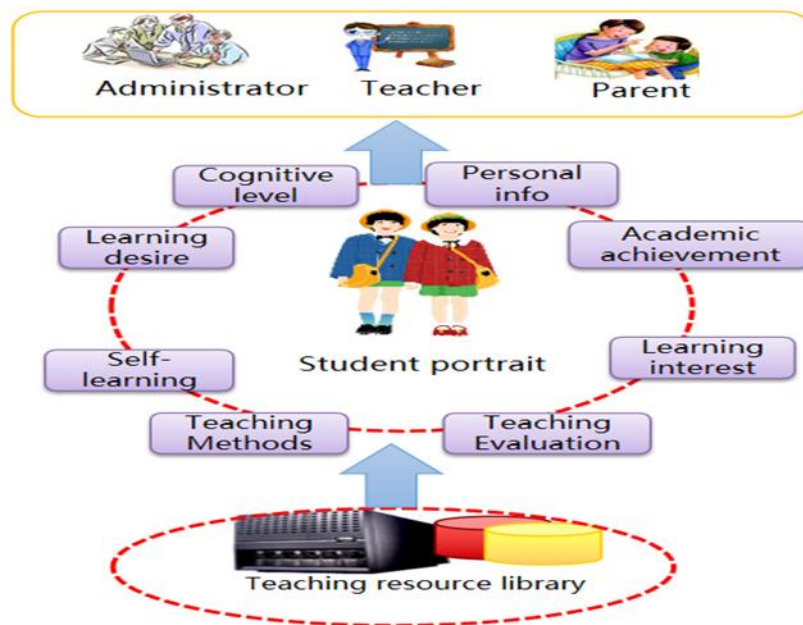 Administrator Teacher Parent
Cognitive
level
Personal
info
Learning
desire
Academic
achievement
Self-
learning
Student portrait
Learning
interest
Teaching
Methods
Teaching
Evaluation
Teaching resource library